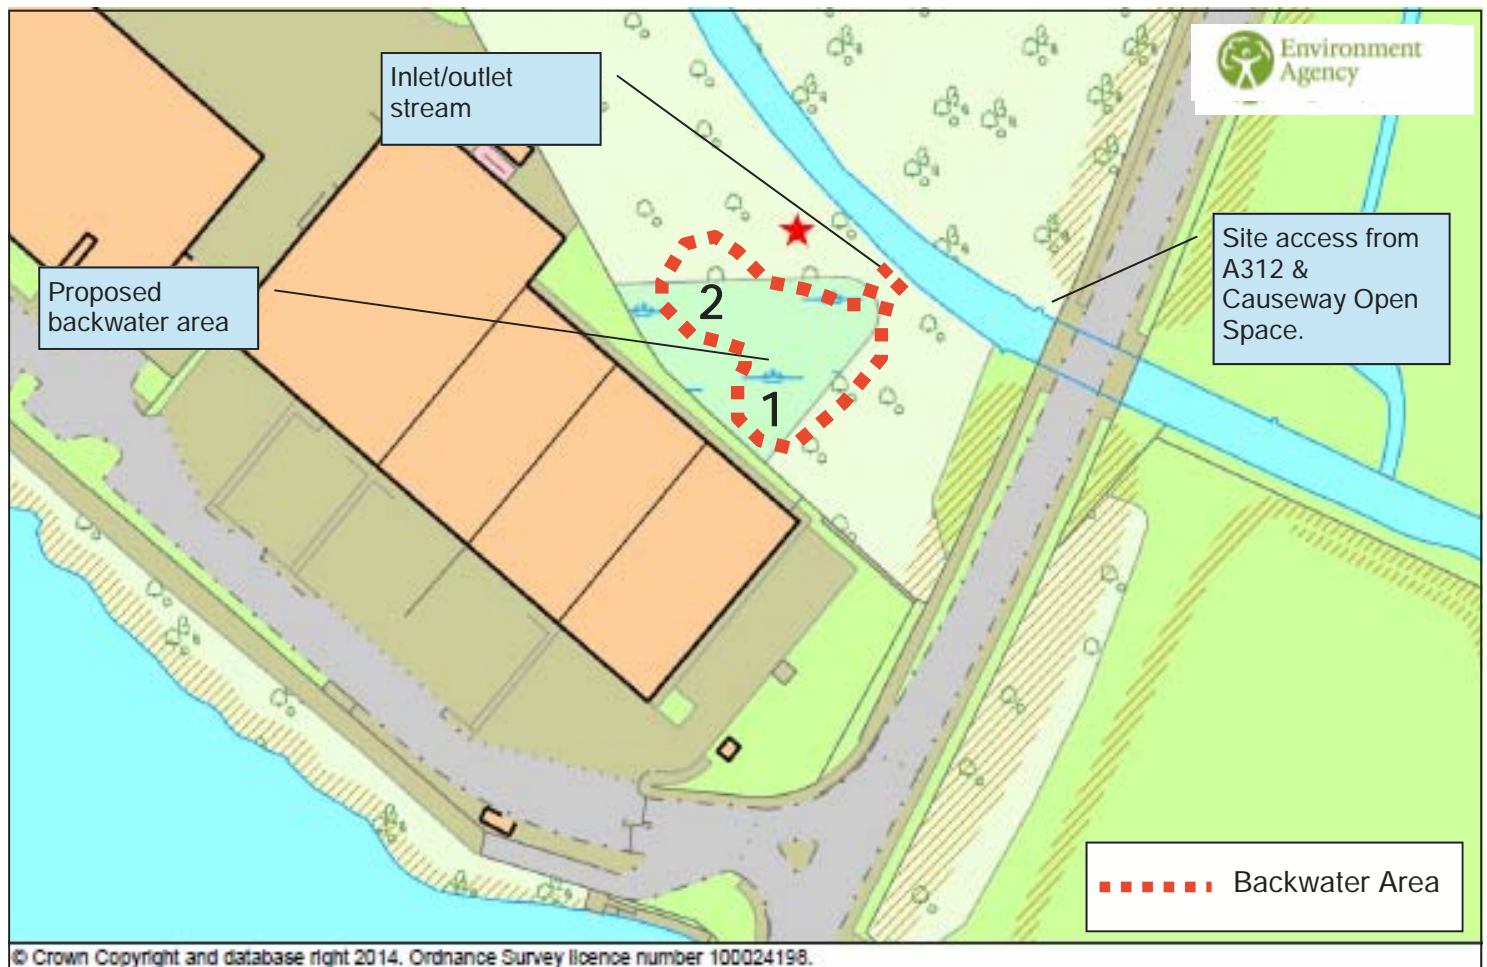 Inlet/outlet
stream
Environment
Agency
Site access from
A312 &
Causeway Open
Space.
Proposed
backwater area
2
1
Backwater Area
© Crown Copyright and database right 2014. Ordnance Survey licence number 100024198.